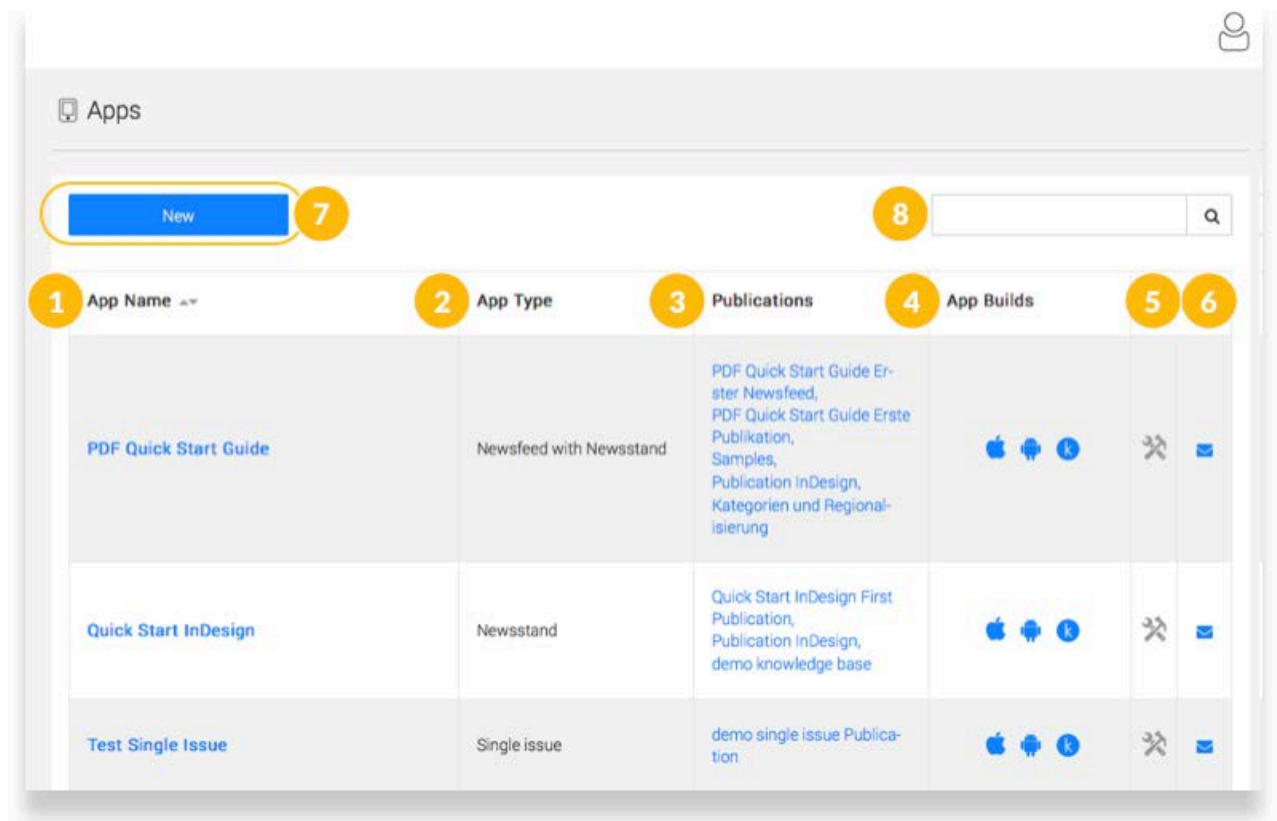 Apps
New
7
8
1
App Name
2
App Type
3
Publications
4
App Builds
5
6
PDF Quick Start Guide
Newsfeed with Newsstand
PDF Quick Start Guide Er-
ster Newsfeed,
PDF Quick Start Guide Erste
Publikation,
Samples,
Publication InDesign,
Kategorien und Regional-
isierung
k
Quick Start InDesign
Newsstand
Quick Start InDesign First
Publication,
Publication InDesign,
demo knowledge base
k
Test Single Issue
Single issue
demo single issue Publica-
tion
k